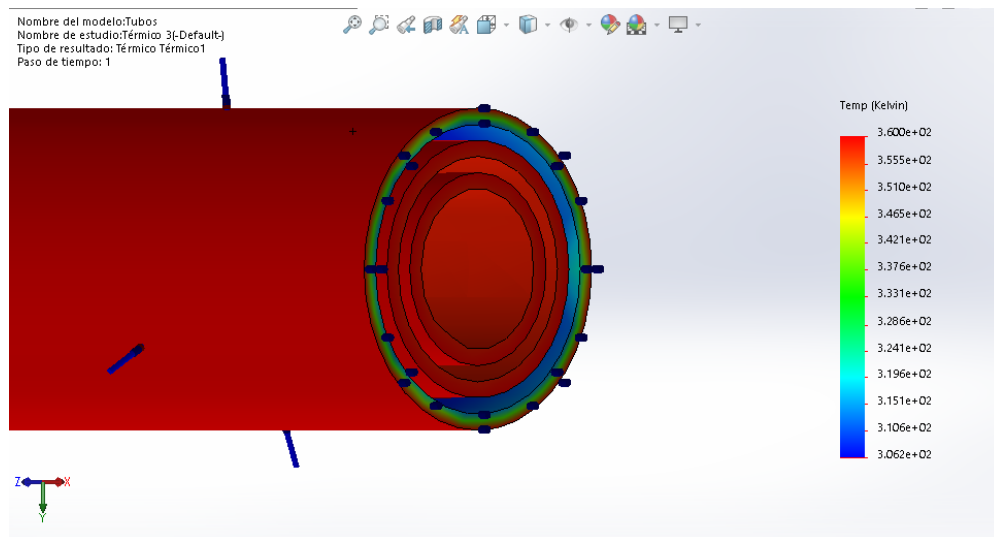 Nombre del modelo:Tubos
Nombre de estudio:Térmico 3(-Default-)
Tipo de resultado: Térmico Térmico1
Paso de tiempo: 1
Temp (Kelvin)
3.600e+02
3.555e+02
3.510e+02
3.465e+02
3.421e+02
3.376e+02
3.331e+02
3.286e+02
3.241e+02
3.196e+02
3.151e+02
3.106e+02
3.062e+02
Z X
Y